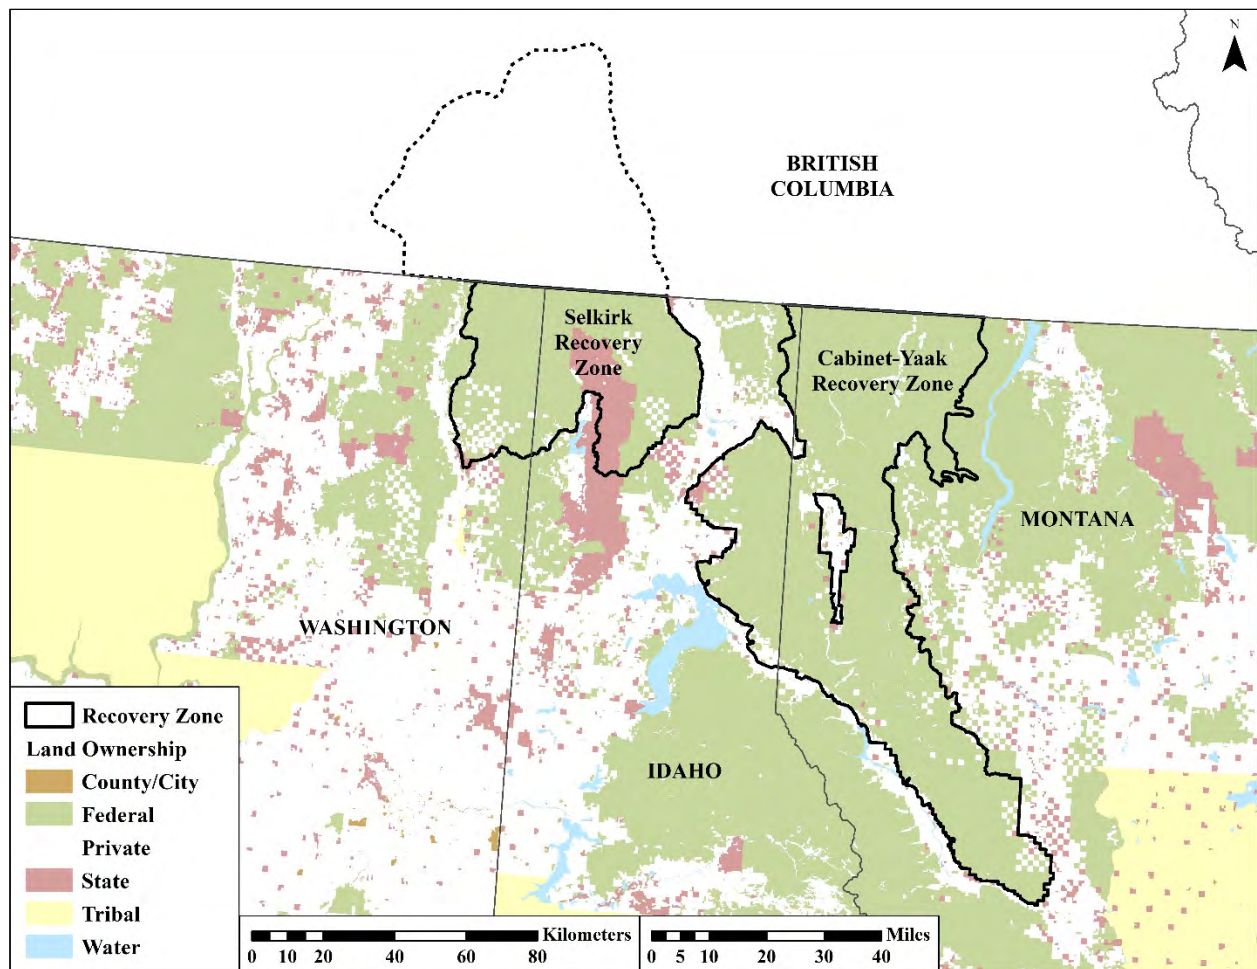 N
BRITISH
COLUMBIA
Selkirk
Recovery
Zone
Cabinet-Yaak
Recovery Zone
MONTANA
WASHINGTON
IDAHO
Recovery Zone
Land Ownership
County/City
Federal
Private
State
Tribal
Water
Kilometers
0 10 20 40 60 80
Miles
0 5 10 20 30 40